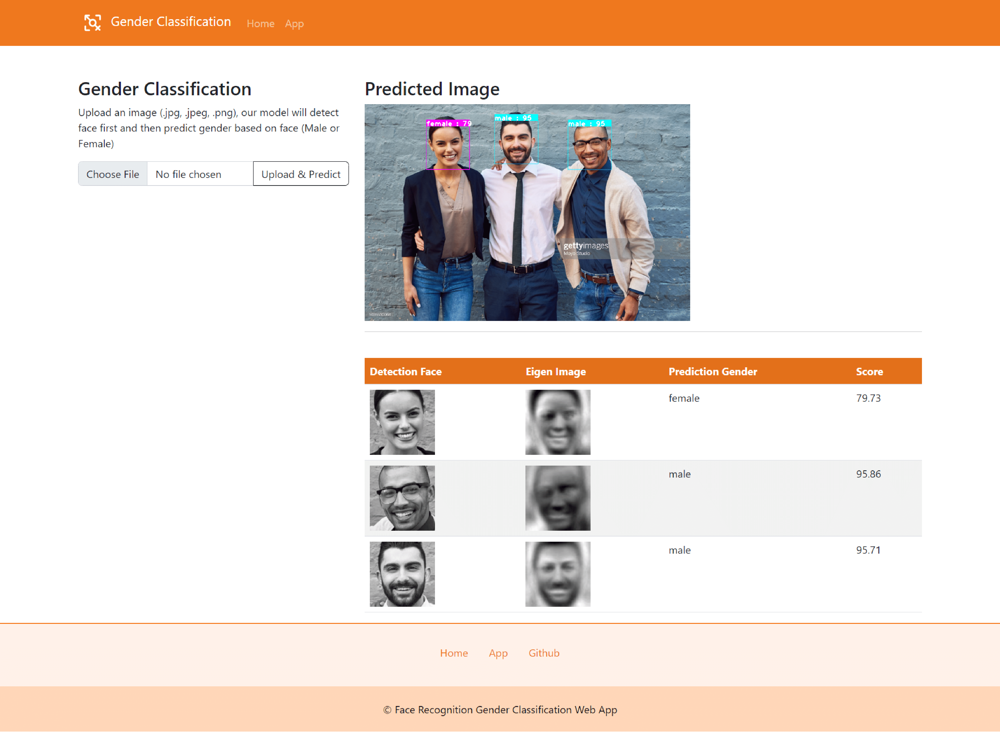 Gender Classification Home App
Gender Classification
Upload an image (.jpg, .jpeg, .png), our model will detect
face first and then predict gender based on face (Male or
Female)
Choose File No file chosen Upload & Predict
Predicted Image
female : 79
male : 95
male : 95
gettyimages
Moyo Studio
Detection Face Eigen Image Prediction Gender Score
female 79.73
male 95.86
male 95.71
Home App Github
© Face Recognition Gender Classification Web App